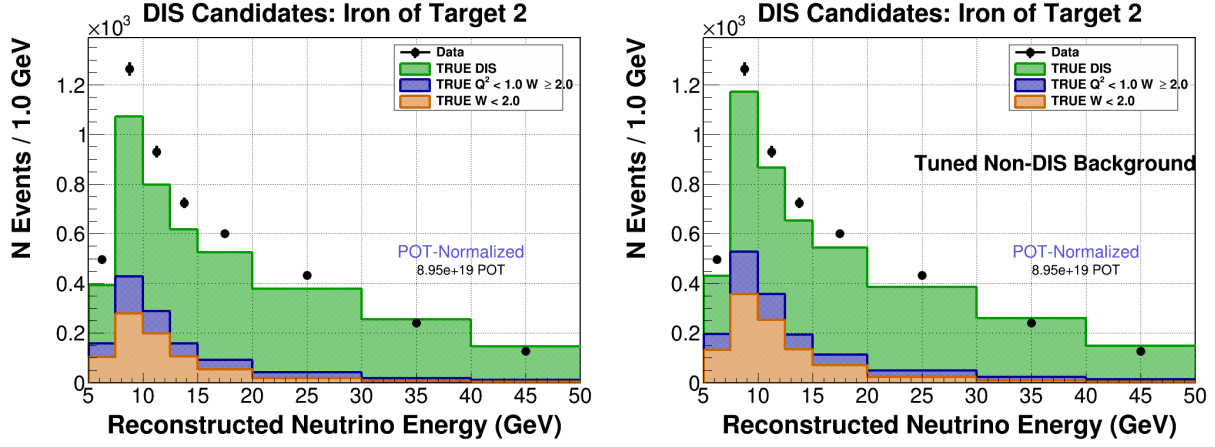 DIS Candidates: Iron of Target 2
×10³
N Events / 1.0 GeV
1.2
1
0.8
0.6
0.4
0.2
0
Data
TRUE DIS
TRUE Q² < 1.0 W ≥ 2.0
TRUE W < 2.0
POT-Normalized
8.95e+19 POT
5 10 15 20 25 30 35 40 45 50
Reconstructed Neutrino Energy (GeV)
DIS Candidates: Iron of Target 2
×10³
N Events / 1.0 GeV
1.2
1
0.8
0.6
0.4
0.2
0
Data
TRUE DIS
TRUE Q² < 1.0 W ≥ 2.0
TRUE W < 2.0
Tuned Non-DIS Background
POT-Normalized
8.95e+19 POT
5 10 15 20 25 30 35 40 45 50
Reconstructed Neutrino Energy (GeV)